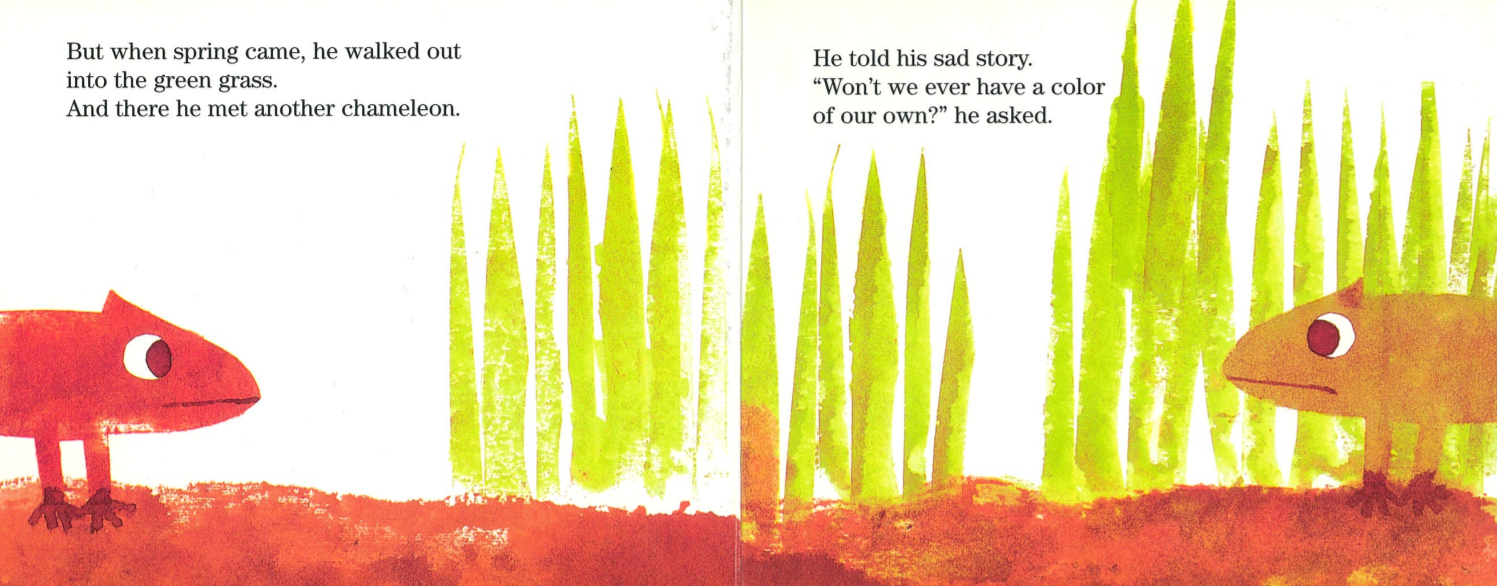 But when spring came, he walked out
into the green grass.
And there he met another chameleon.
He told his sad story.
“Won’t we ever have a color
of our own?” he asked.